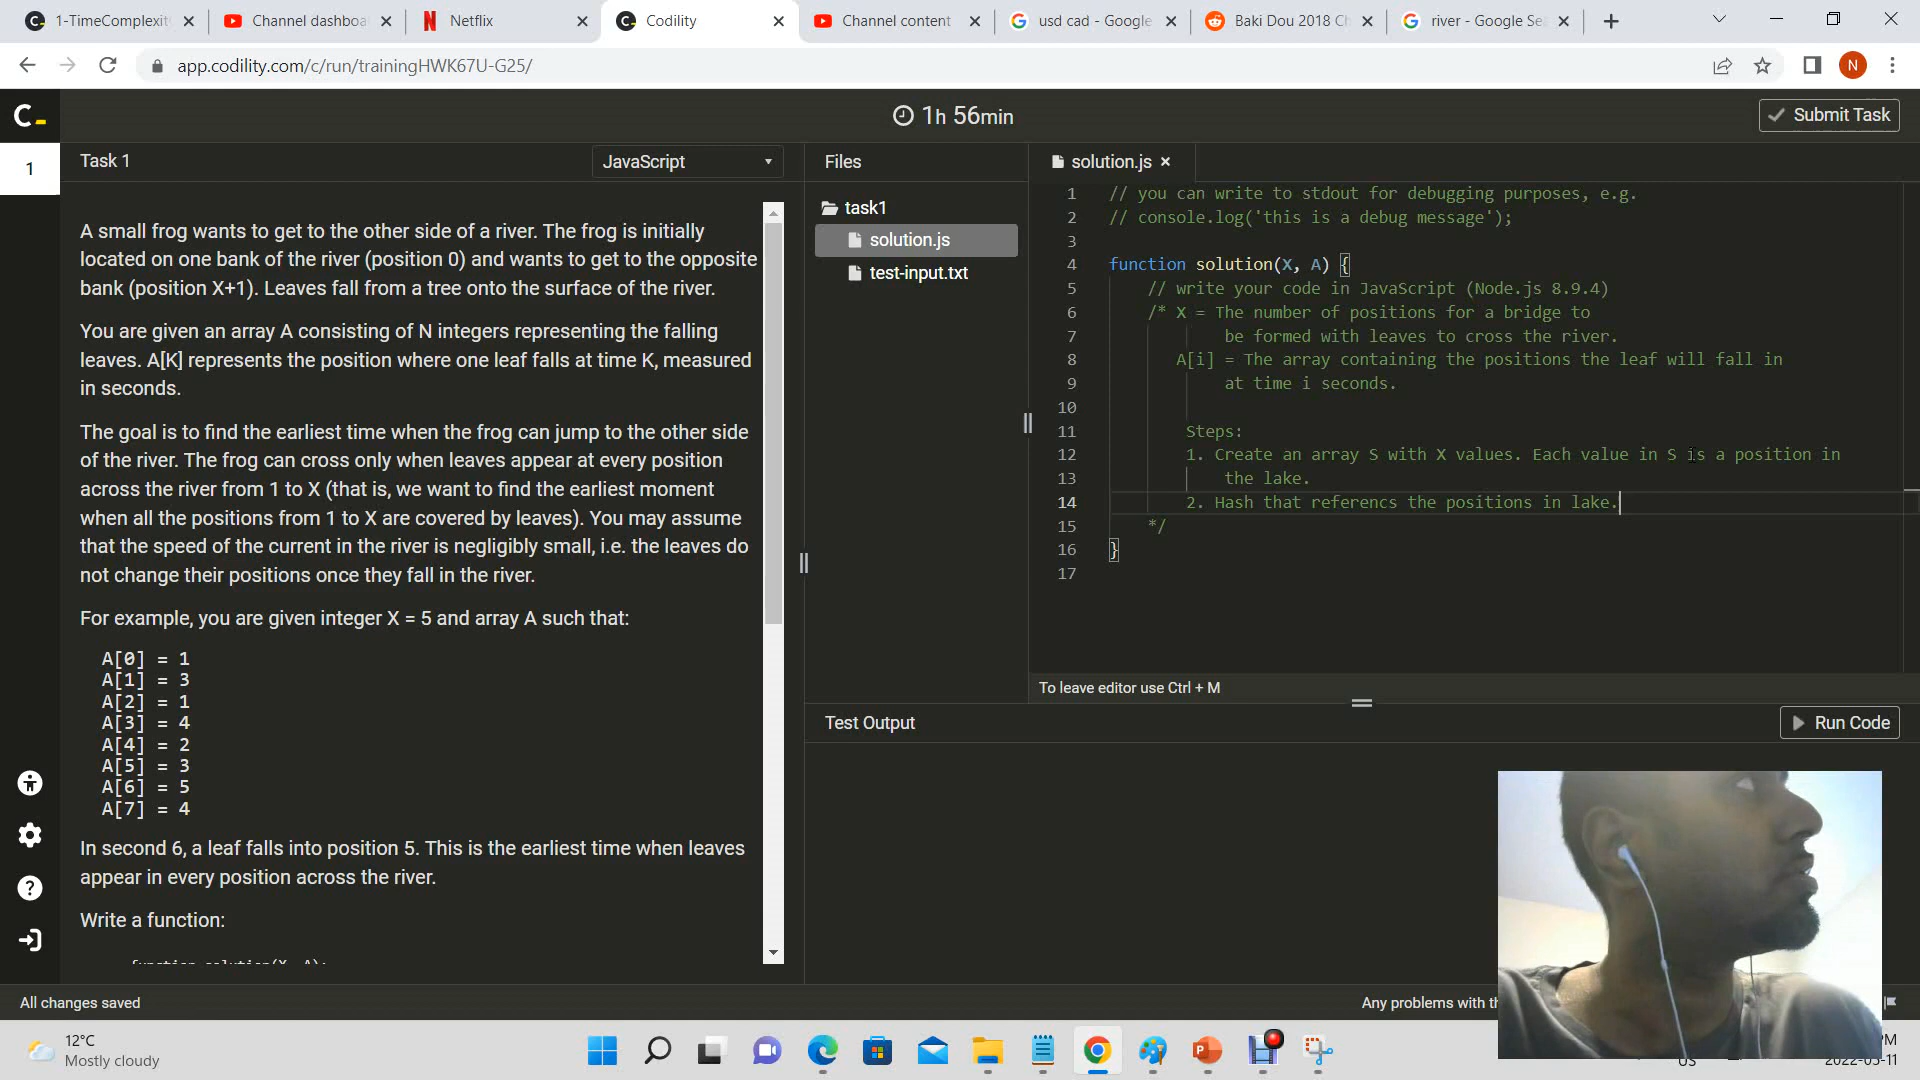 1-TimeComplexit
Channel dashboa
Netflix
Codility
Channel content
usd cad - Google
Baki Dou 2018 Ch
river - Google Sea
app.codility.com/c/run/trainingHWK67U-G25/
N
1h 56min
Submit Task
1
Task 1
JavaScript
Files
solution.js
task1
solution.js
test-input.txt
A small frog wants to get to the other side of a river. The frog is initially
located on one bank of the river (position 0) and wants to get to the opposite
bank (position X+1). Leaves fall from a tree onto the surface of the river.
You are given an array A consisting of N integers representing the falling
leaves. A[K] represents the position where one leaf falls at time K, measured
in seconds.
The goal is to find the earliest time when the frog can jump to the other side
of the river. The frog can cross only when leaves appear at every position
across the river from 1 to X (that is, we want to find the earliest moment
when all the positions from 1 to X are covered by leaves). You may assume
that the speed of the current in the river is negligibly small, i.e. the leaves do
not change their positions once they fall in the river.
For example, you are given integer X = 5 and array A such that:
A[0] = 1
A[1] = 3
A[2] = 1
A[3] = 4
A[4] = 2
A[5] = 3
A[6] = 5
A[7] = 4
In second 6, a leaf falls into position 5. This is the earliest time when leaves
appear in every position across the river.
Write a function:
function solution(X, A);
1 // you can write to stdout for debugging purposes, e.g.
2 // console.log('this is a debug message');
3
4 function solution(X, A) {
5 // write your code in JavaScript (Node.js 8.9.4)
6 /* X = The number of positions for a bridge to
7 be formed with leaves to cross the river.
8 A[i] = The array containing the positions the leaf will fall in
9 at time i seconds.
10
11 Steps:
12 1. Create an array S with X values. Each value in S is a position in
13 the lake.
14 2. Hash that referencs the positions in lake.
15 */
16 }
17
To leave editor use Ctrl + M
Test Output
Run Code
All changes saved
Any problems with th
12°C
Mostly cloudy
US
PM
2022-05-11